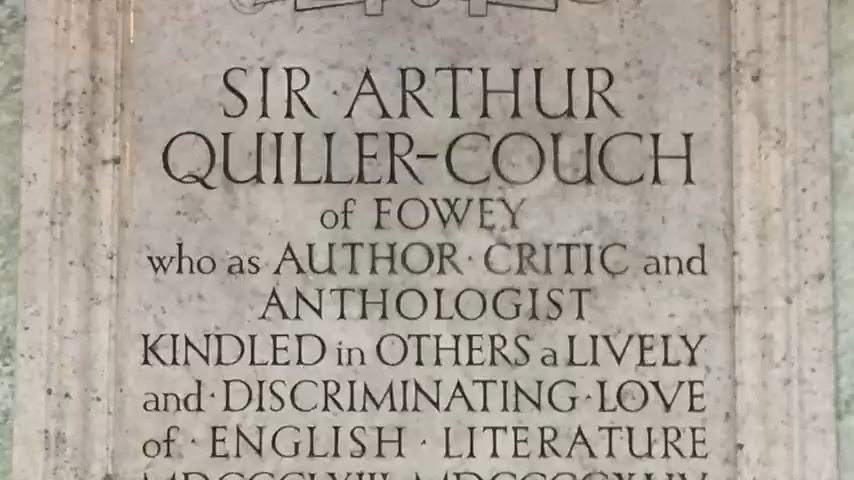 SIR · ARTHUR
QUILLER-COUCH
of FOWEY
who as AUTHOR · CRITIC and
ANTHOLOGIST
KINDLED in OTHERS a LIVELY
and · DISCRIMINATING · LOVE
of · ENGLISH · LITERATURE